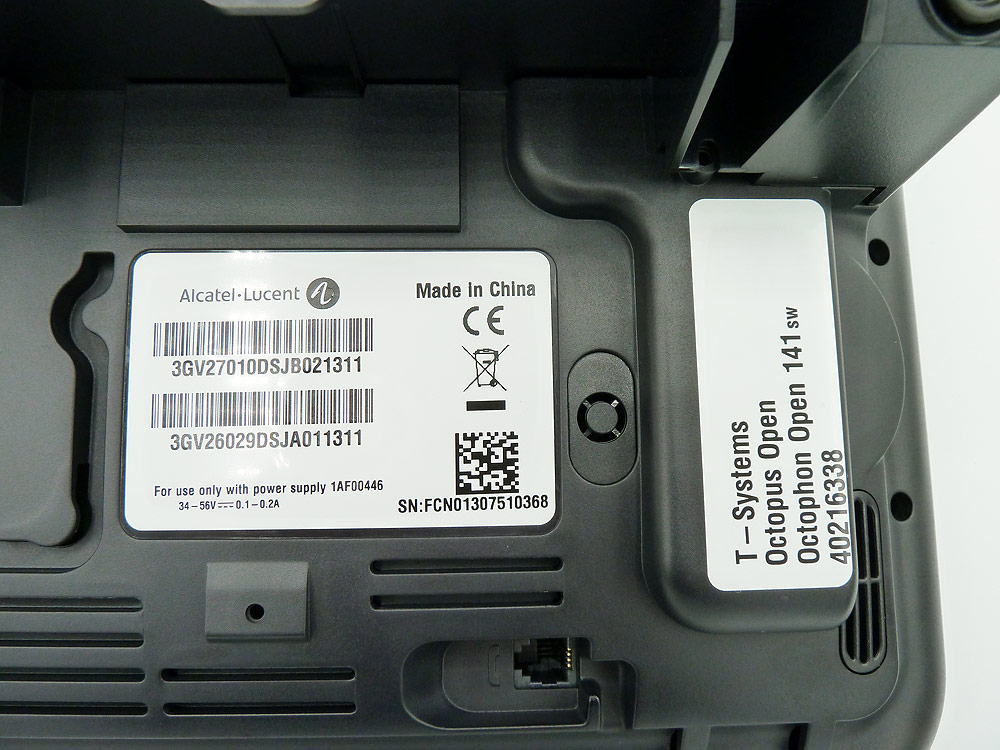 Alcatel·Lucent
Made in China
CE
3GV27010DSJB021311
3GV26029DSJA011311
For use only with power supply 1AF00446
34-56V⎓0.1-0.2A
SN:FCN01307510368
T-Systems
Octopus Open
Octophon Open 141 sw
40216338